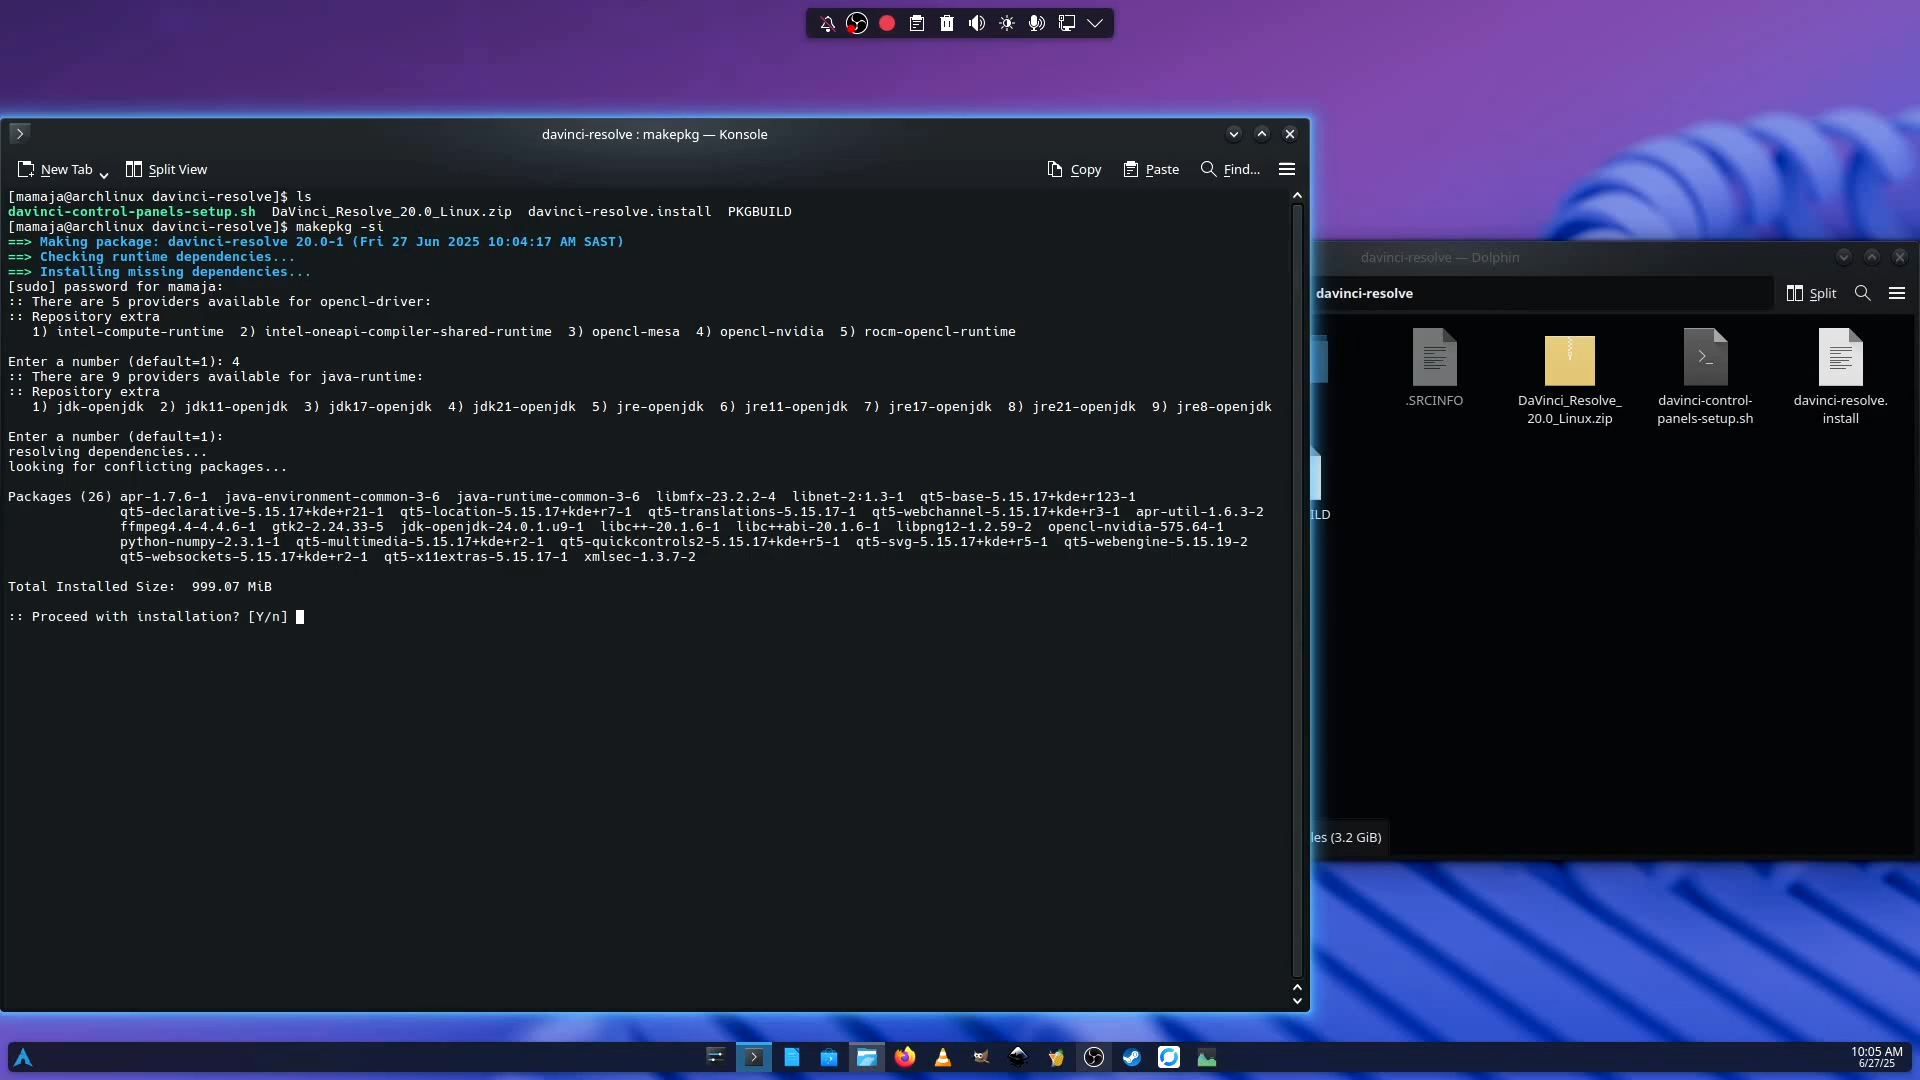 davinci-resolve : makepkg — Konsole
New Tab Split View Copy Paste Find...
[mamaja@archlinux davinci-resolve]$ ls
davinci-control-panels-setup.sh DaVinci_Resolve_20.0_Linux.zip davinci-resolve.install PKGBUILD
[mamaja@archlinux davinci-resolve]$ makepkg -si
==> Making package: davinci-resolve 20.0-1 (Fri 27 Jun 2025 10:04:17 AM SAST)
==> Checking runtime dependencies...
==> Installing missing dependencies...
[sudo] password for mamaja:
:: There are 5 providers available for opencl-driver:
:: Repository extra
1) intel-compute-runtime 2) intel-oneapi-compiler-shared-runtime 3) opencl-mesa 4) opencl-nvidia 5) rocm-opencl-runtime
Enter a number (default=1): 4
:: There are 9 providers available for java-runtime:
:: Repository extra
1) jdk-openjdk 2) jdk11-openjdk 3) jdk17-openjdk 4) jdk21-openjdk 5) jre-openjdk 6) jre11-openjdk 7) jre17-openjdk 8) jre21-openjdk 9) jre8-openjdk
Enter a number (default=1):
resolving dependencies...
looking for conflicting packages...
Packages (26) apr-1.7.6-1 java-environment-common-3-6 java-runtime-common-3-6 libmfx-23.2.2-4 libnet-2:1.3-1 qt5-base-5.15.17+kde+r123-1
qt5-declarative-5.15.17+kde+r21-1 qt5-location-5.15.17+kde+r7-1 qt5-translations-5.15.17-1 qt5-webchannel-5.15.17+kde+r3-1 apr-util-1.6.3-2
ffmpeg4.4-4.4.6-1 gtk2-2.24.33-5 jdk-openjdk-24.0.1.u9-1 libc++-20.1.6-1 libc++abi-20.1.6-1 libpng12-1.2.59-2 opencl-nvidia-575.64-1
python-numpy-2.3.1-1 qt5-multimedia-5.15.17+kde+r2-1 qt5-quickcontrols2-5.15.17+kde+r5-1 qt5-svg-5.15.17+kde+r5-1 qt5-webengine-5.15.19-2
qt5-websockets-5.15.17+kde+r2-1 qt5-x11extras-5.15.17-1 xmlsec-1.3.7-2
Total Installed Size: 999.07 MiB
:: Proceed with installation? [Y/n]
davinci-resolve — Dolphin
davinci-resolve Split
.SRCINFO
DaVinci_Resolve_
20.0_Linux.zip
davinci-control-
panels-setup.sh
davinci-resolve.
install
ILD
les (3.2 GiB)
10:05 AM
6/27/25